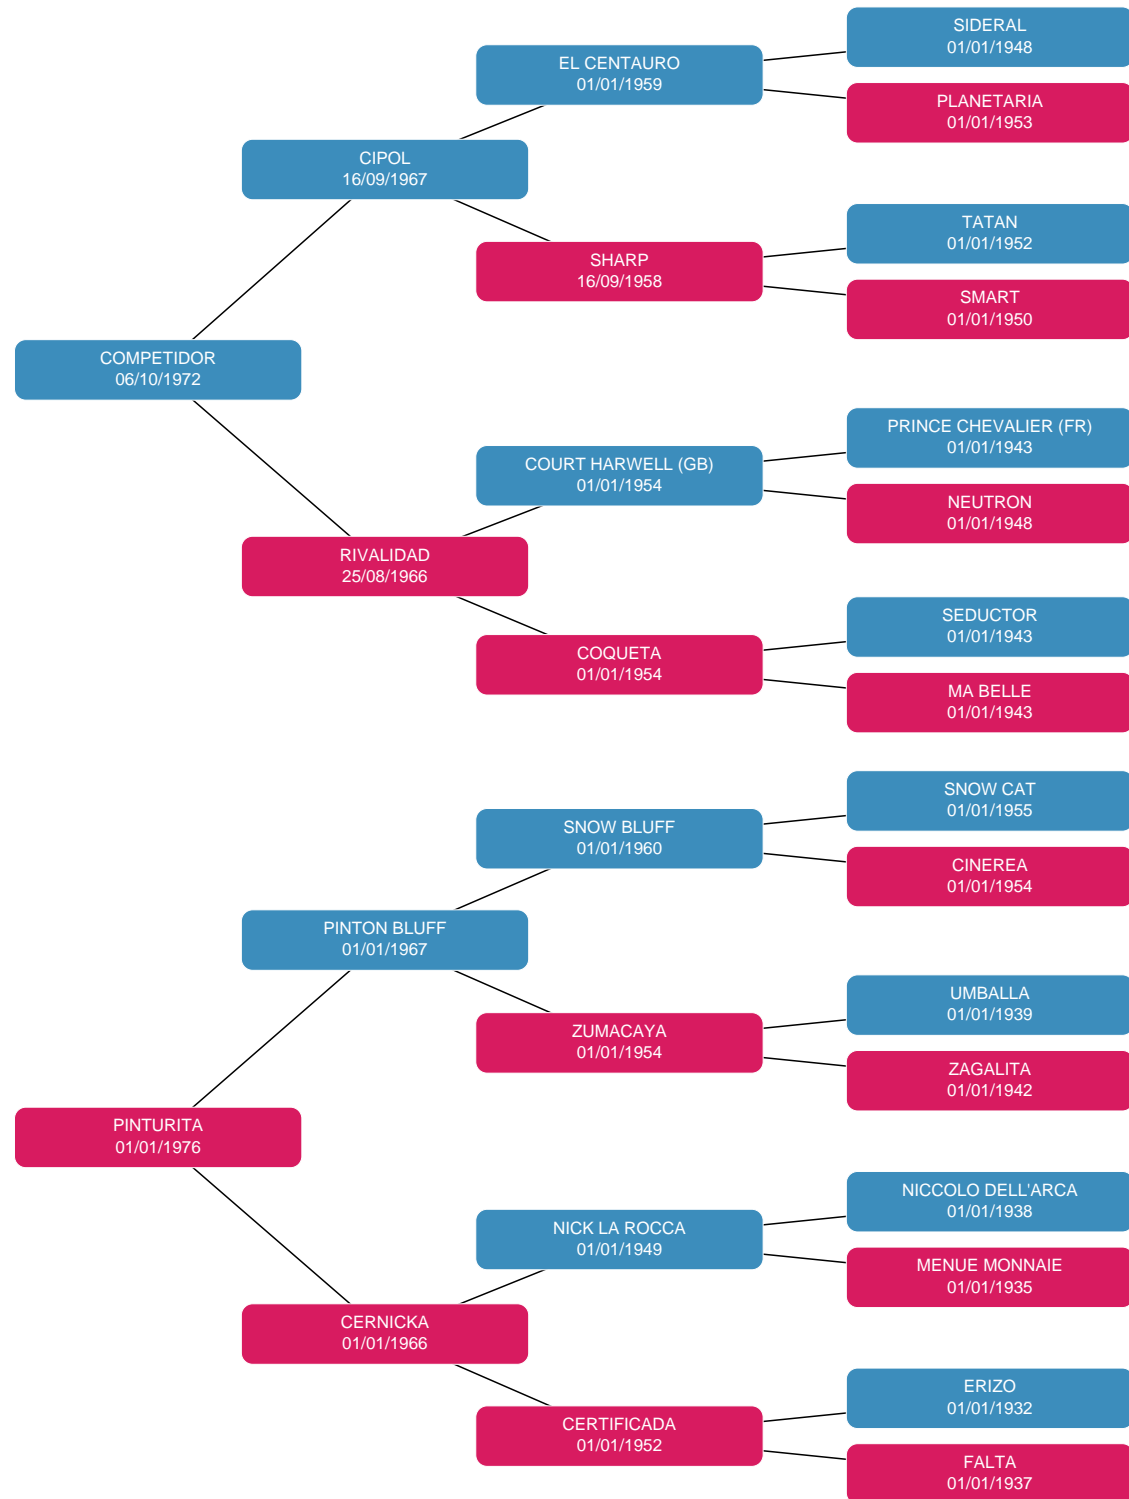 SIDERAL
01/01/1948
EL CENTAURO
01/01/1959
PLANETARIA
01/01/1953
CIPOL
16/09/1967
TATAN
01/01/1952
SHARP
16/09/1958
SMART
01/01/1950
COMPETIDOR
06/10/1972
PRINCE CHEVALIER (FR)
01/01/1943
COURT HARWELL (GB)
01/01/1954
NEUTRON
01/01/1948
RIVALIDAD
25/08/1966
SEDUCTOR
01/01/1943
COQUETA
01/01/1954
MA BELLE
01/01/1943
SNOW CAT
01/01/1955
SNOW BLUFF
01/01/1960
CINEREA
01/01/1954
PINTON BLUFF
01/01/1967
UMBALLA
01/01/1939
ZUMACAYA
01/01/1954
ZAGALITA
01/01/1942
PINTURITA
01/01/1976
NICCOLO DELL'ARCA
01/01/1938
NICK LA ROCCA
01/01/1949
MENUE MONNAIE
01/01/1935
CERNICKA
01/01/1966
ERIZO
01/01/1932
CERTIFICADA
01/01/1952
FALTA
01/01/1937